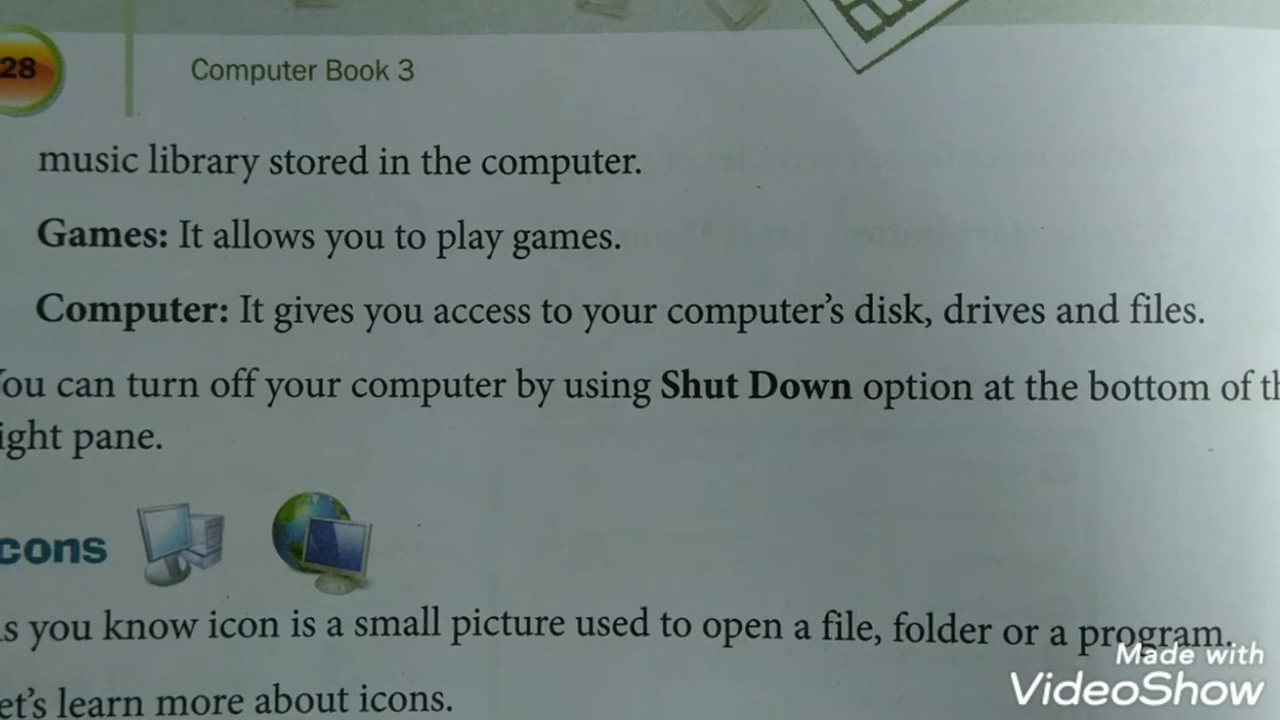 28
Computer Book 3
music library stored in the computer.
Games: It allows you to play games.
Computer: It gives you access to your computer's disk, drives and files.
ou can turn off your computer by using Shut Down option at the bottom of th
ight pane.
cons
s you know icon is a small picture used to open a file, folder or a program.
et's learn more about icons.
Made with
VideoShow